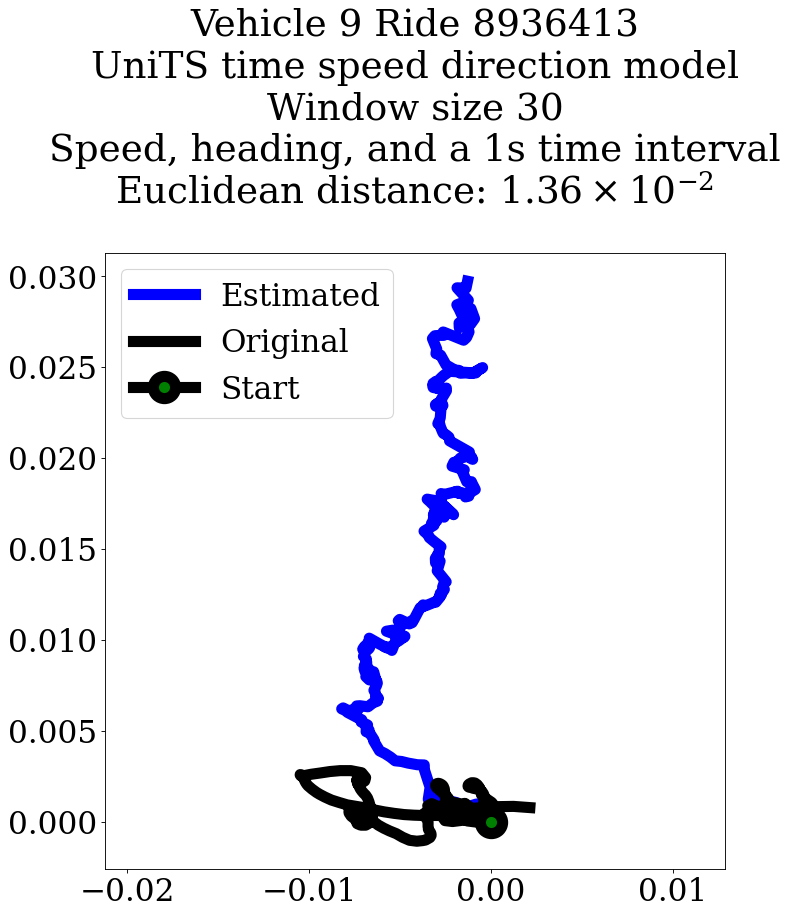 Vehicle 9 Ride 8936413
UniTS time speed direction model
Window size 30
Speed, heading, and a 1s time interval
Euclidean distance: 1.36 × 10⁻²
Estimated
Original
Start
0.030
0.025
0.020
0.015
0.010
0.005
0.000
−0.02
−0.01
0.00
0.01